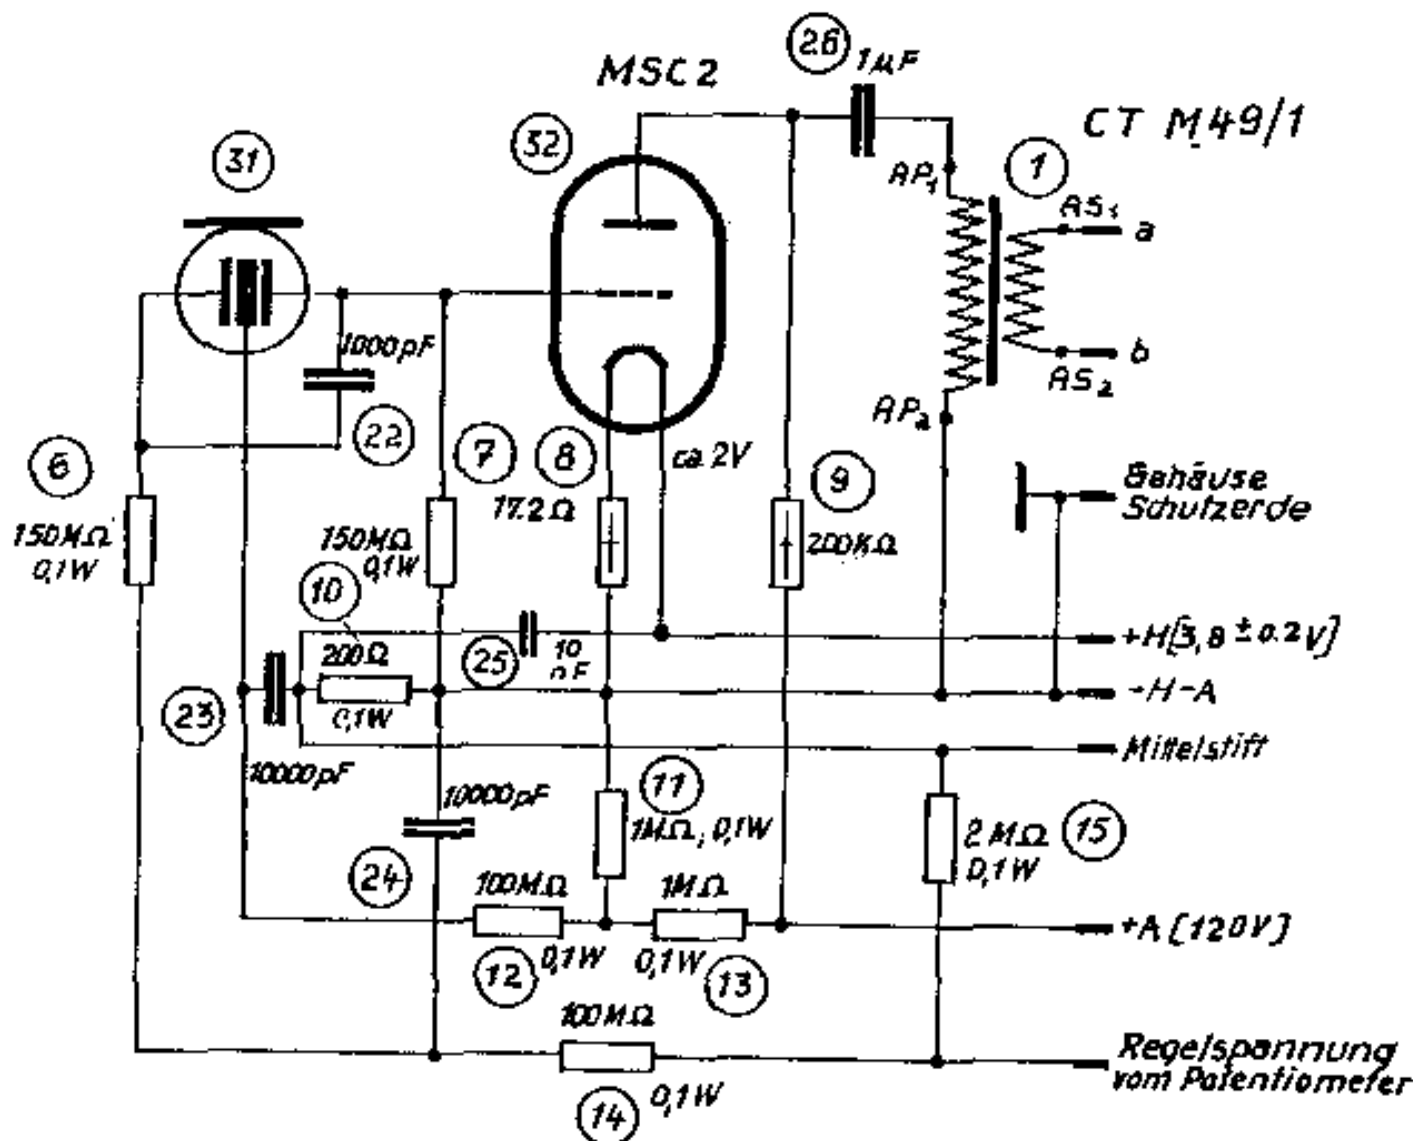 MSC2
26
1µF
CT M49/1
31
32
AP₁
1
AS₁
a
b
AS₂
AP₂
1000pF
22
6
150MΩ
0,1W
7
150MΩ
0,1W
8
17.2Ω
ca 2V
9
200KΩ
Gehäuse
Schutzerde
10
200Ω
0,1W
25
10
+H[3,8 ± 0.2V]
-H-A
Mittelstift
23
10000pF
10000pF
24
11
1MΩ, 0,1W
2MΩ
0,1W
15
100MΩ
0,1W
12
1MΩ
0,1W
13
+A [120V]
100MΩ
0,1W
14
Regelspannung
vom Potentiometer